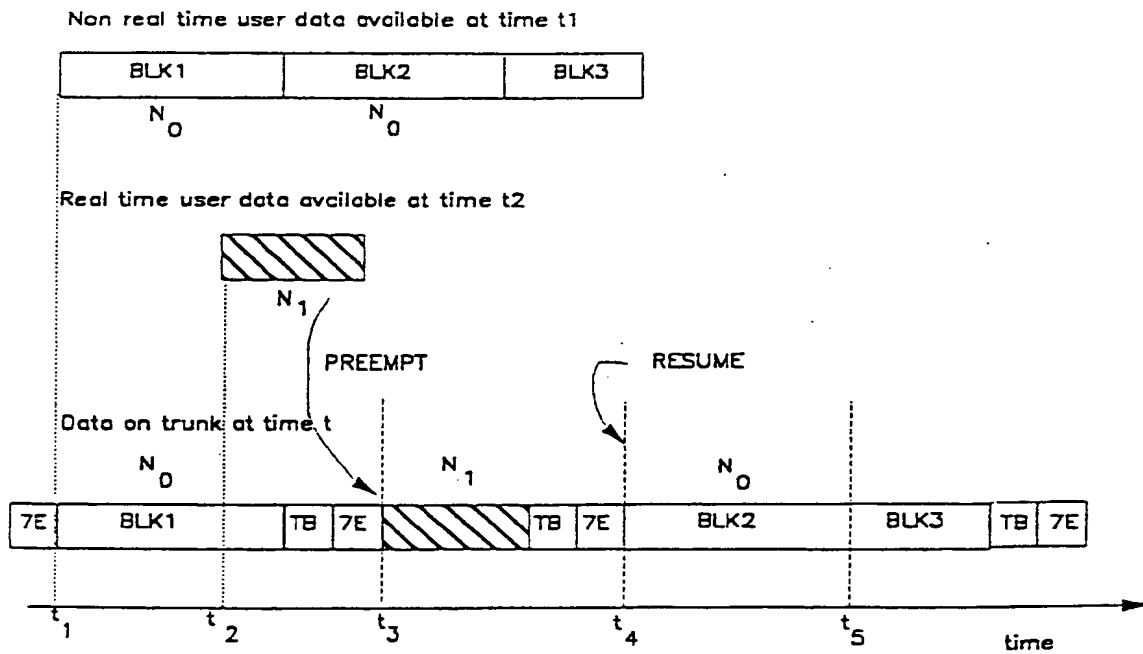 Non real time user data available at time t1
BLK1 BLK2 BLK3
N0 N0
Real time user data available at time t2
N1
PREEMPT RESUME
Data on trunk at time t
N0 N1 N0
7E BLK1 TB 7E TB 7E BLK2 BLK3 TB 7E
t1 t2 t3 t4 t5
time